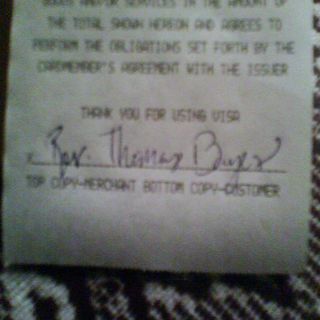 GOODS AND/OR SERVICES IN THE AMOUNT OF
THE TOTAL SHOWN HEREON AND AGREES TO
PERFORM THE OBLIGATIONS SET FORTH BY THE
CARDMEMBER'S AGREEMENT WITH THE ISSUER
THANK YOU FOR USING VISA
x Rev. Thomas
TOP COPY-MERCHANT BOTTOM COPY-CUSTOMER